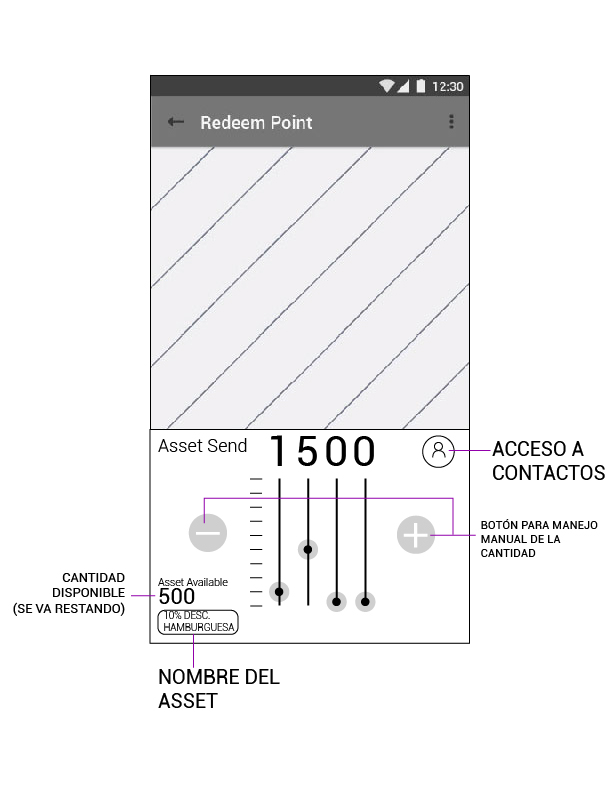 12:30
Redeem Point
Asset Send
1500
ACCESO A
CONTACTOS
BOTÓN PARA MANEJO
MANUAL DE LA
CANTIDAD
CANTIDAD
DISPONIBLE
(SE VA RESTANDO)
Asset Available
500
10% DESC.
HAMBURGUESA
NOMBRE DEL
ASSET